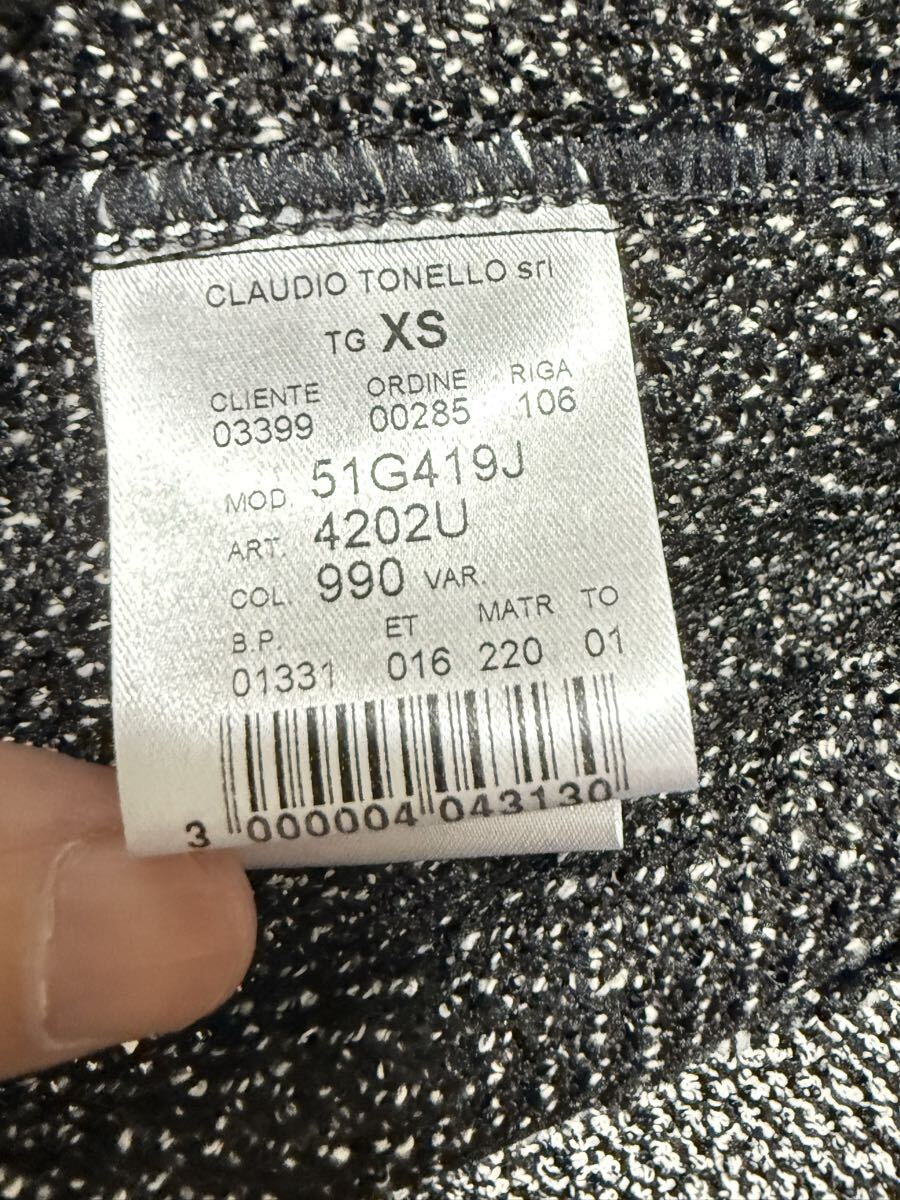 CLAUDIO TONELLO srl
TG XS
CLIENTE ORDINE RIGA
03399 00285 106
MOD. 51G419J
ART. 4202U
COL. 990 VAR.
B.P. ET MATR TO
01331 016 220 01
3 000004 043130